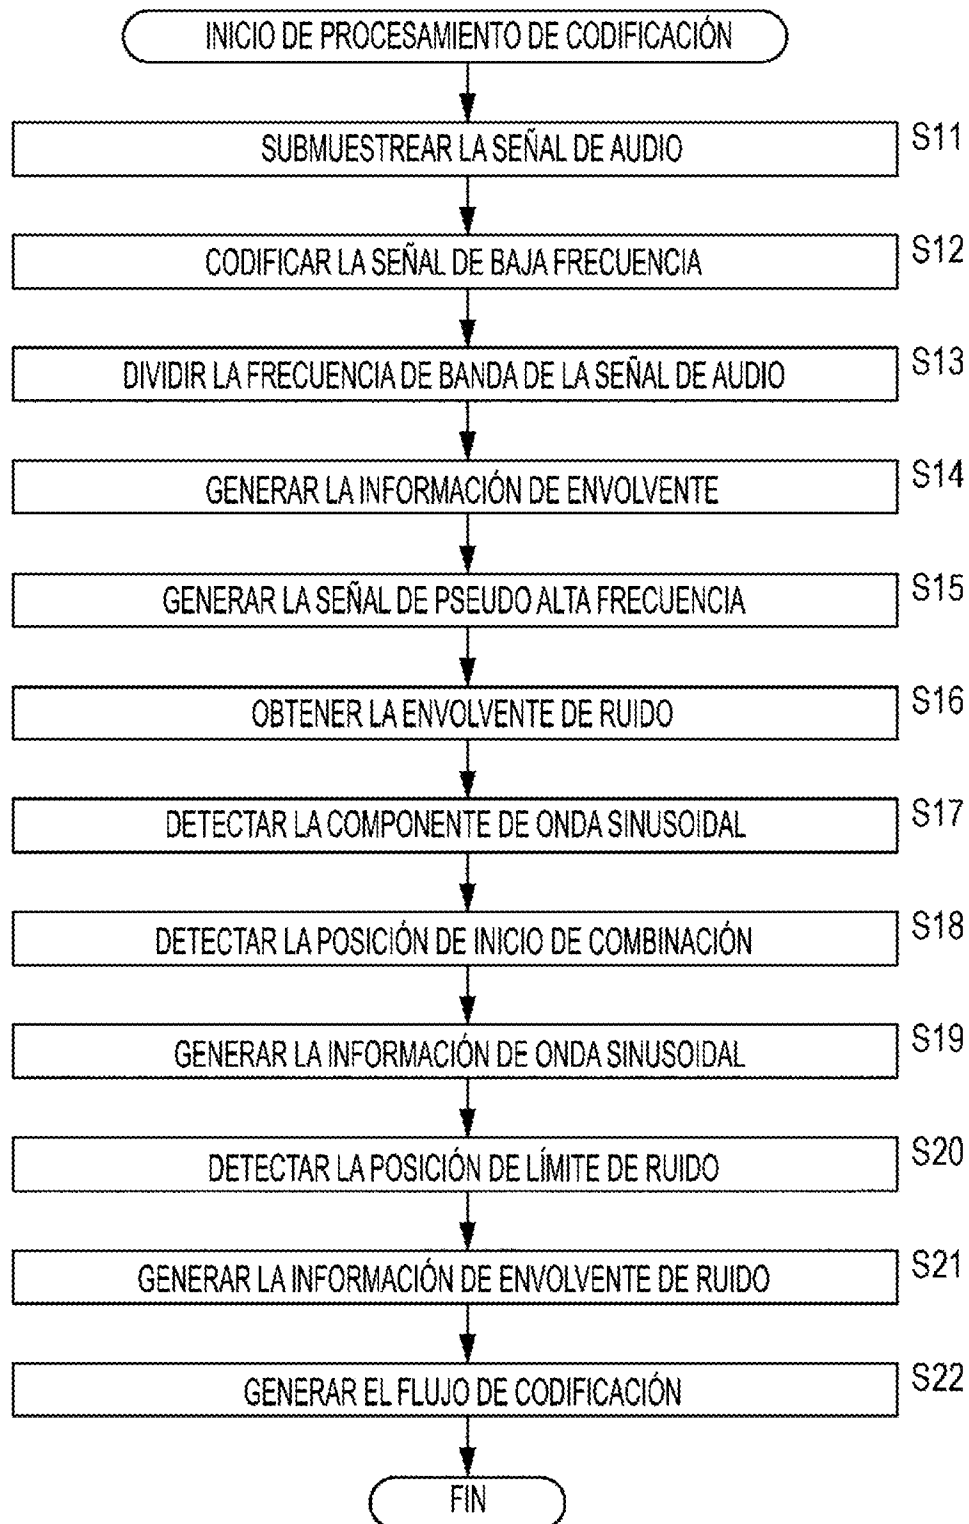 INICIO DE PROCESAMIENTO DE CODIFICACIÓN
SUBMUESTREAR LA SEÑAL DE AUDIO S11
CODIFICAR LA SEÑAL DE BAJA FRECUENCIA S12
DIVIDIR LA FRECUENCIA DE BANDA DE LA SEÑAL DE AUDIO S13
GENERAR LA INFORMACIÓN DE ENVOLVENTE S14
GENERAR LA SEÑAL DE PSEUDO ALTA FRECUENCIA S15
OBTENER LA ENVOLVENTE DE RUIDO S16
DETECTAR LA COMPONENTE DE ONDA SINUSOIDAL S17
DETECTAR LA POSICIÓN DE INICIO DE COMBINACIÓN S18
GENERAR LA INFORMACIÓN DE ONDA SINUSOIDAL S19
DETECTAR LA POSICIÓN DE LÍMITE DE RUIDO S20
GENERAR LA INFORMACIÓN DE ENVOLVENTE DE RUIDO S21
GENERAR EL FLUJO DE CODIFICACIÓN S22
FIN